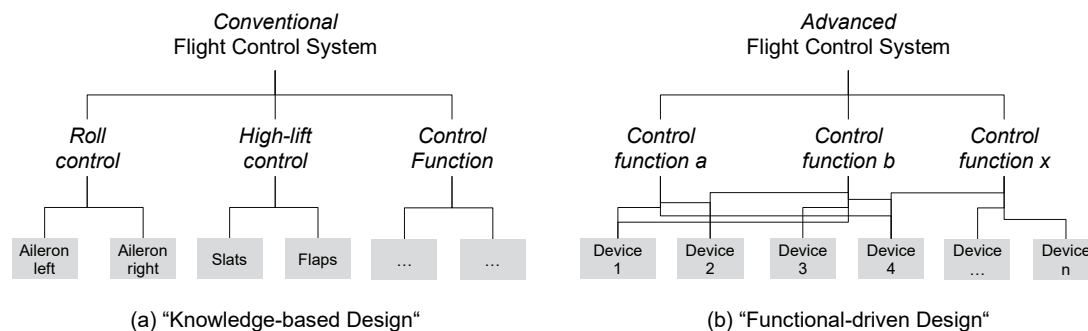 Conventional
Flight Control System
Roll
control
High-lift
control
Control
Function
Aileron
left
Aileron
right
Slats
Flaps
…
…
(a) “Knowledge-based Design“
Advanced
Flight Control System
Control
function a
Control
function b
Control
function x
Device
1
Device
2
Device
3
Device
4
Device
…
Device
n
(b) “Functional-driven Design“